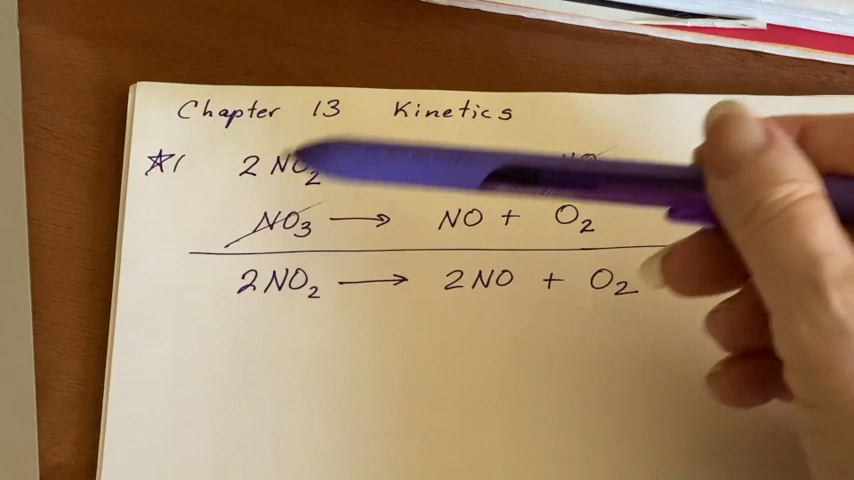 Chapter 13 Kinetics
☆1 2 NO₂
NO₃ → NO + O₂
2NO₂ → 2NO + O₂